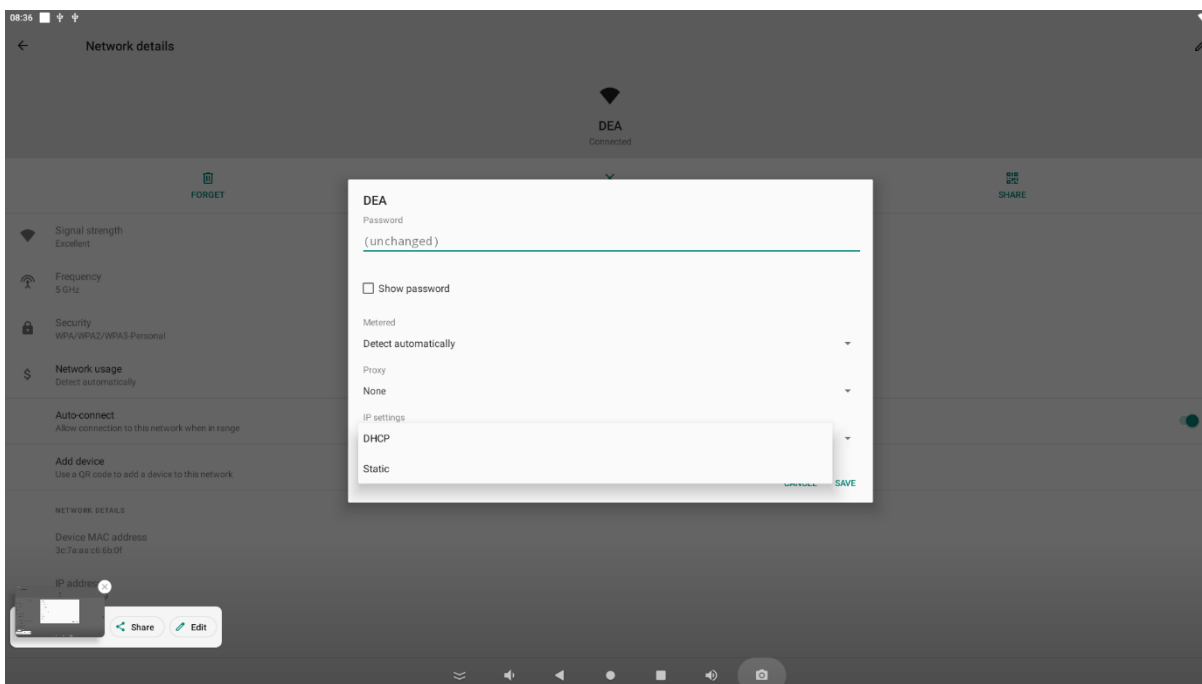 08:36
Network details
DEA
Connected
FORGET
SHARE
Signal strength
Excellent
Frequency
5 GHz
Security
WPA/WPA2/WPA3-Personal
Network usage
Detect automatically
Auto-connect
Allow connection to this network when in range
Add device
Use a QR code to add a device to this network
NETWORK DETAILS
Device MAC address
3c:7a:aa:c6:6b:0f
IP address
DEA
Password
(unchanged)
Show password
Metered
Detect automatically
Proxy
None
IP settings
DHCP
Static
CANCEL SAVE
Share Edit